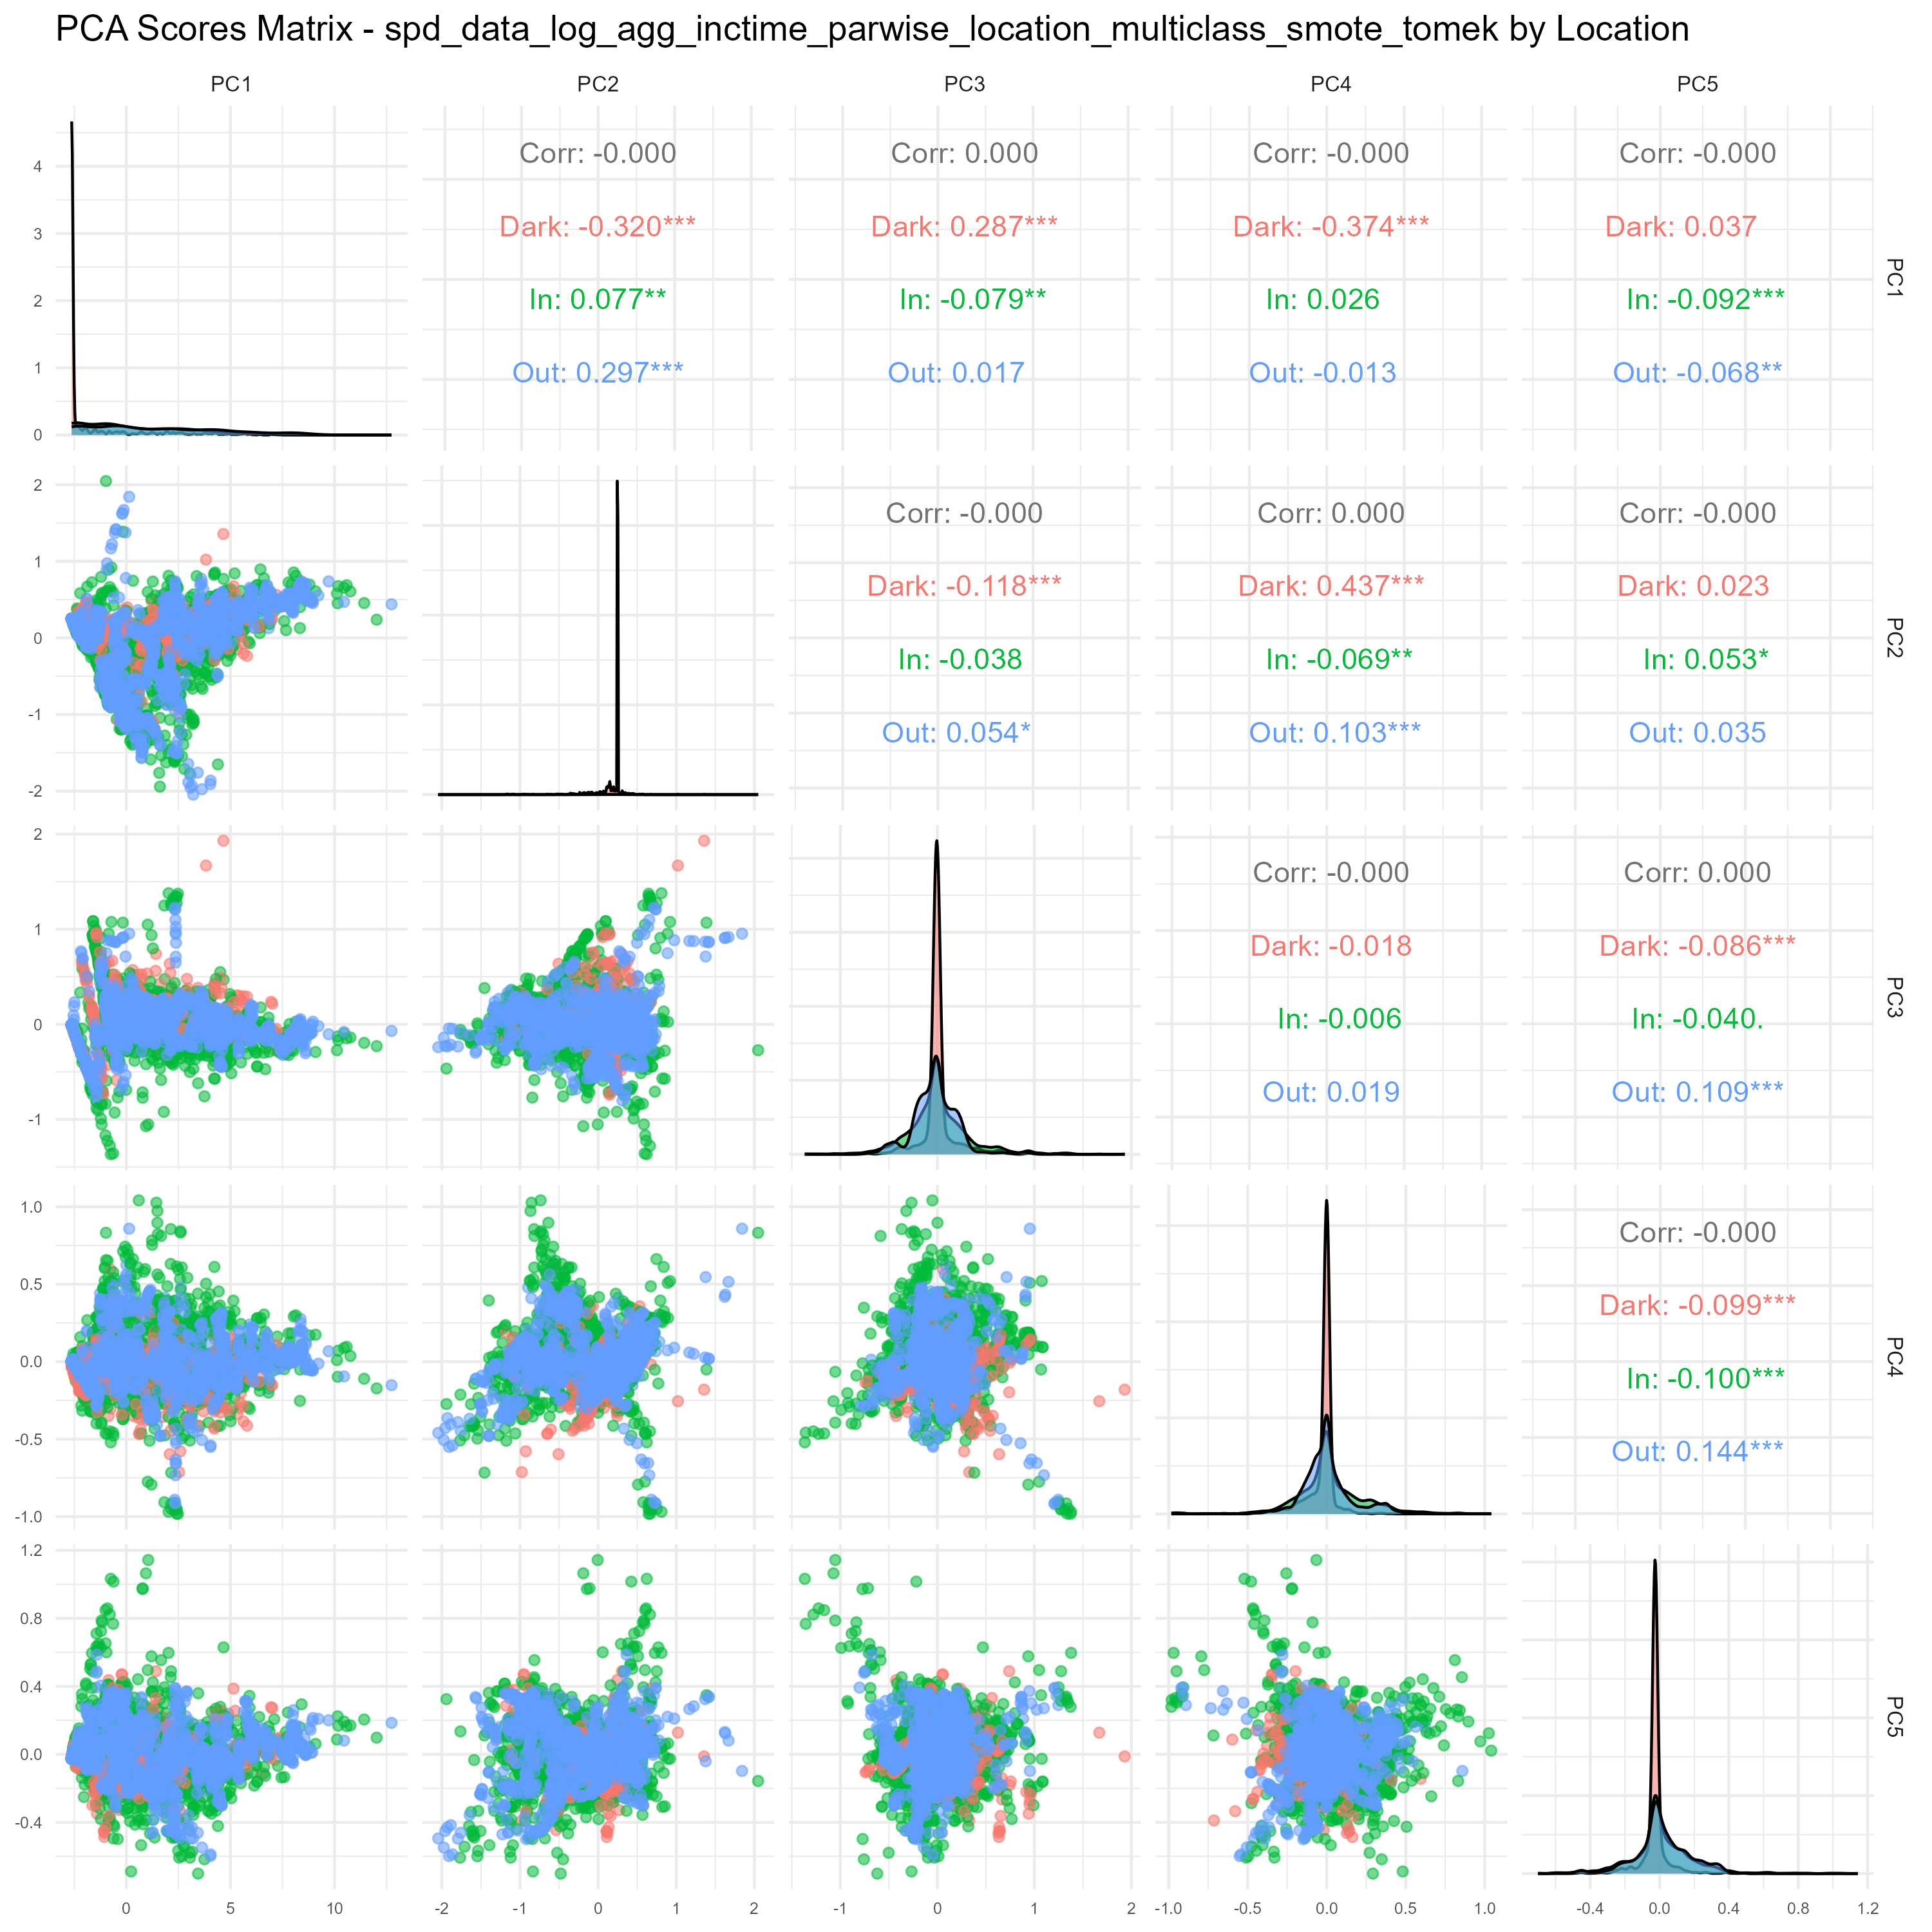 PCA Scores Matrix - spd_data_log_agg_inctime_parwise_location_multiclass_smote_tomek by Location
PC1 PC2 PC3 PC4 PC5
4
3
2
1
0
Corr: -0.000 Corr: 0.000 Corr: -0.000 Corr: -0.000
Dark: -0.320*** Dark: 0.287*** Dark: -0.374*** Dark: 0.037
In: 0.077** In: -0.079** In: 0.026 In: -0.092***
Out: 0.297*** Out: 0.017 Out: -0.013 Out: -0.068**
PC1
2
1
0
-1
-2
Corr: -0.000 Corr: 0.000 Corr: -0.000
Dark: -0.118*** Dark: 0.437*** Dark: 0.023
In: -0.038 In: -0.069** In: 0.053*
Out: 0.054* Out: 0.103*** Out: 0.035
PC2
2
1
0
-1
Corr: -0.000 Corr: 0.000
Dark: -0.018 Dark: -0.086***
In: -0.006 In: -0.040.
Out: 0.019 Out: 0.109***
PC3
1.0
0.5
0.0
-0.5
-1.0
Corr: -0.000
Dark: -0.099***
In: -0.100***
Out: 0.144***
PC4
1.2
0.8
0.4
0.0
-0.4
PC5
0 5 10 -2 -1 0 1 2 -1 0 1 2 -1.0 -0.5 0.0 0.5 1.0 -0.4 0.0 0.4 0.8 1.2